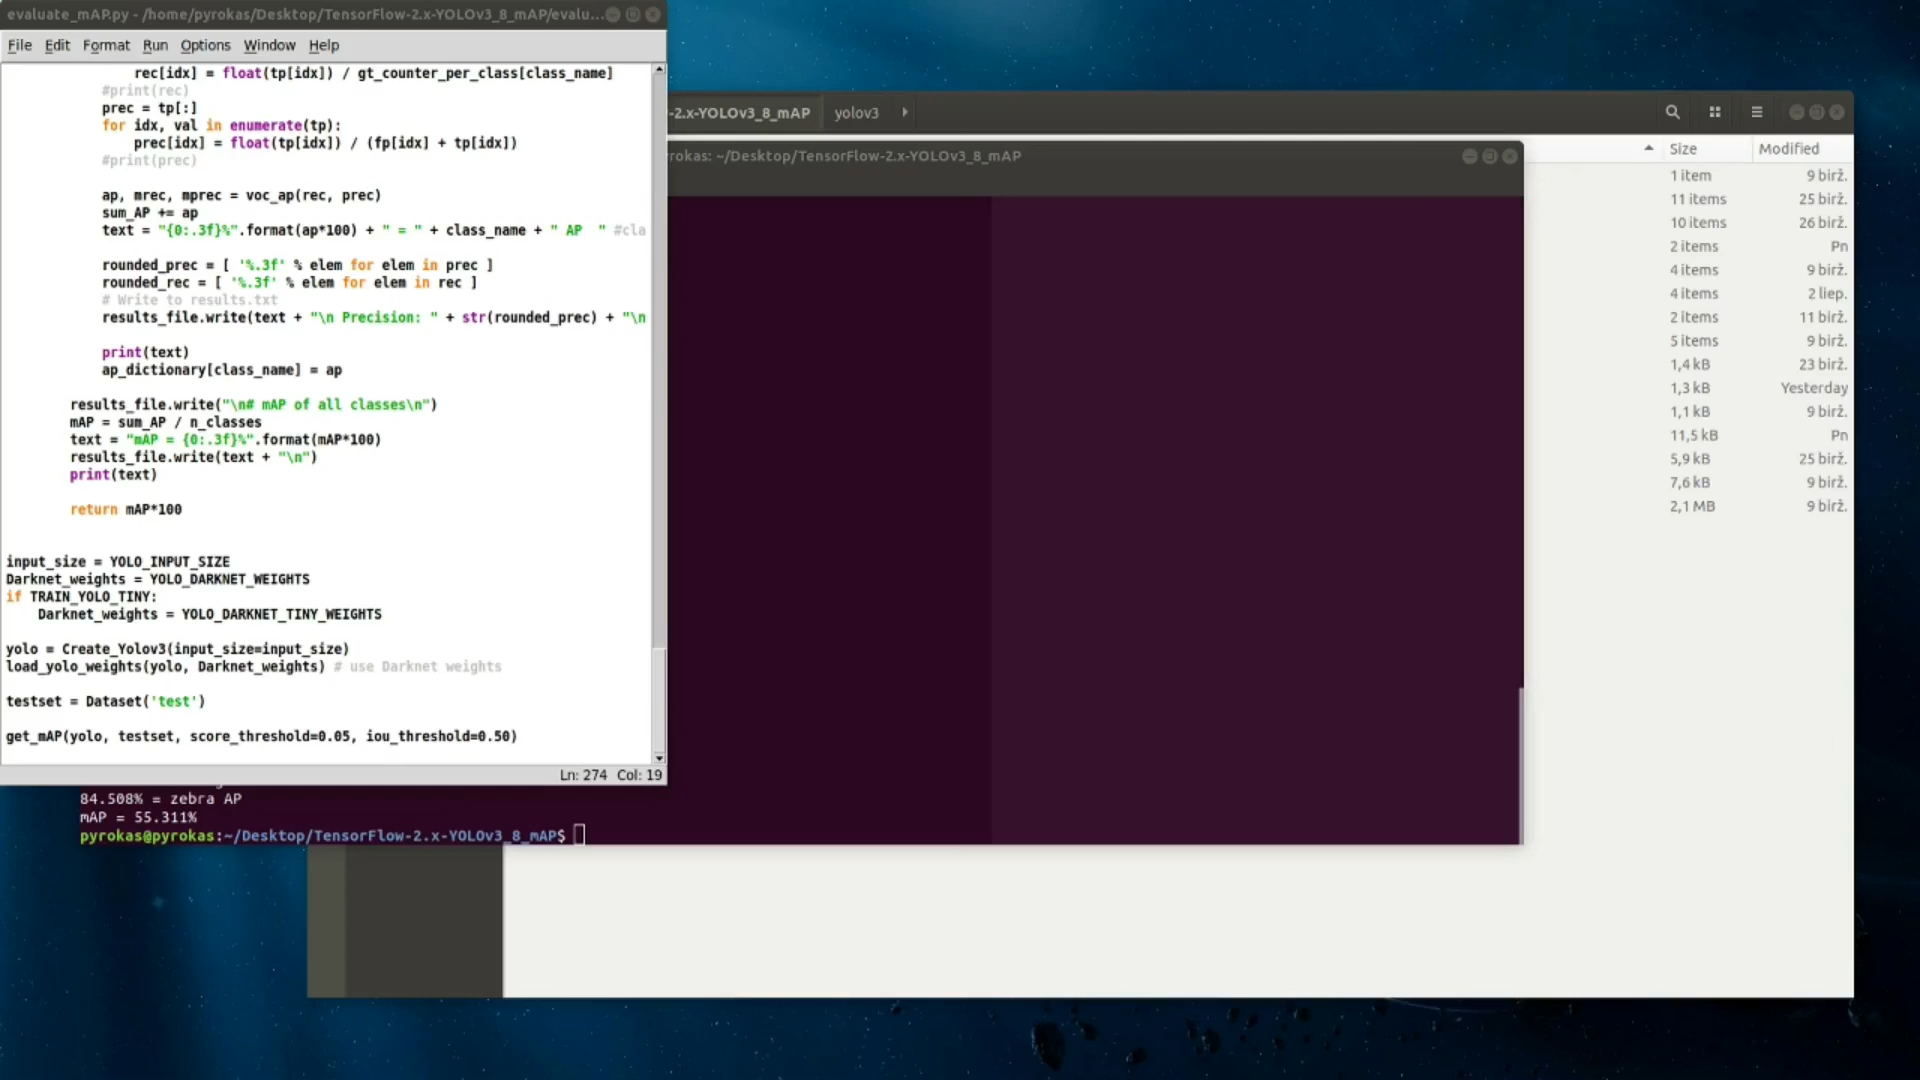 evaluate_mAP.py - /home/pyrokas/Desktop/TensorFlow-2.x-YOLOv3_8_mAP/evalu...
File Edit Format Run Options Window Help
rec[idx] = float(tp[idx]) / gt_counter_per_class[class_name]
#print(rec)
prec = tp[:]
for idx, val in enumerate(tp):
prec[idx] = float(tp[idx]) / (fp[idx] + tp[idx])
#print(prec)
ap, mrec, mprec = voc_ap(rec, prec)
sum_AP += ap
text = "{0:.3f}%".format(ap*100) + " = " + class_name + " AP  " #cla
rounded_prec = [ '%.3f' % elem for elem in prec ]
rounded_rec = [ '%.3f' % elem for elem in rec ]
# Write to results.txt
results_file.write(text + "\n Precision: " + str(rounded_prec) + "\n
print(text)
ap_dictionary[class_name] = ap
results_file.write("\n# mAP of all classes\n")
mAP = sum_AP / n_classes
text = "mAP = {0:.3f}%".format(mAP*100)
results_file.write(text + "\n")
print(text)
return mAP*100
input_size = YOLO_INPUT_SIZE
Darknet_weights = YOLO_DARKNET_WEIGHTS
if TRAIN_YOLO_TINY:
Darknet_weights = YOLO_DARKNET_TINY_WEIGHTS
yolo = Create_Yolov3(input_size=input_size)
load_yolo_weights(yolo, Darknet_weights) # use Darknet weights
testset = Dataset('test')
get_mAP(yolo, testset, score_threshold=0.05, iou_threshold=0.50)
Ln: 274 Col: 19
-2.x-YOLOv3_8_mAP yolov3
rokas: ~/Desktop/TensorFlow-2.x-YOLOv3_8_mAP
Size Modified
1 item 9 birž.
11 items 25 birž.
10 items 26 birž.
2 items Pn
4 items 9 birž.
4 items 2 liep.
2 items 11 birž.
5 items 9 birž.
1,4 kB 23 birž.
1,3 kB Yesterday
1,1 kB 9 birž.
11,5 kB Pn
5,9 kB 25 birž.
7,6 kB 9 birž.
2,1 MB 9 birž.
84.508% = zebra AP
mAP = 55.311%
pyrokas@pyrokas:~/Desktop/TensorFlow-2.x-YOLOv3_8_mAP$